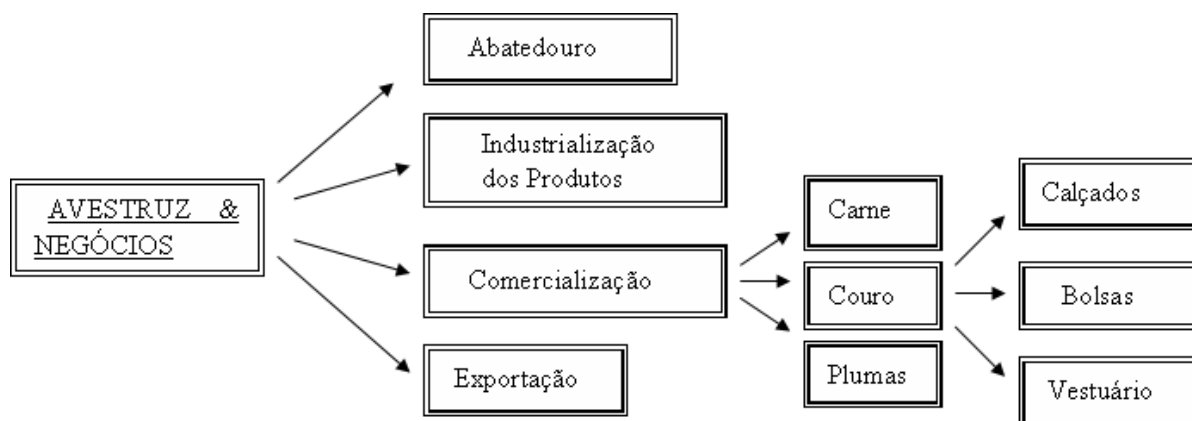 AVESTRUZ &
NEGÓCIOS
Abatedouro
Industrialização
dos Produtos
Comercialização
Exportação
Carne
Couro
Plumas
Calçados
Bolsas
Vestuário